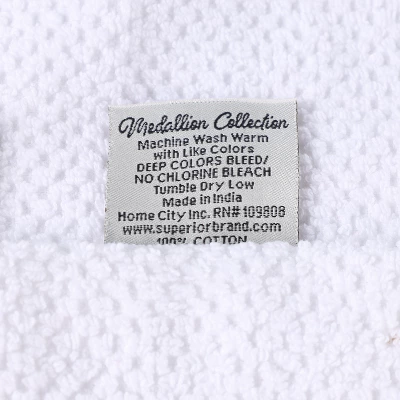 Medallion Collection
Machine Wash Warm
with Like Colors
DEEP COLORS BLEED/
NO CHLORINE BLEACH
Tumble Dry Low
Made in India
Home City Inc. RN# 109808
www.superiorbrand.com
100% COTTON